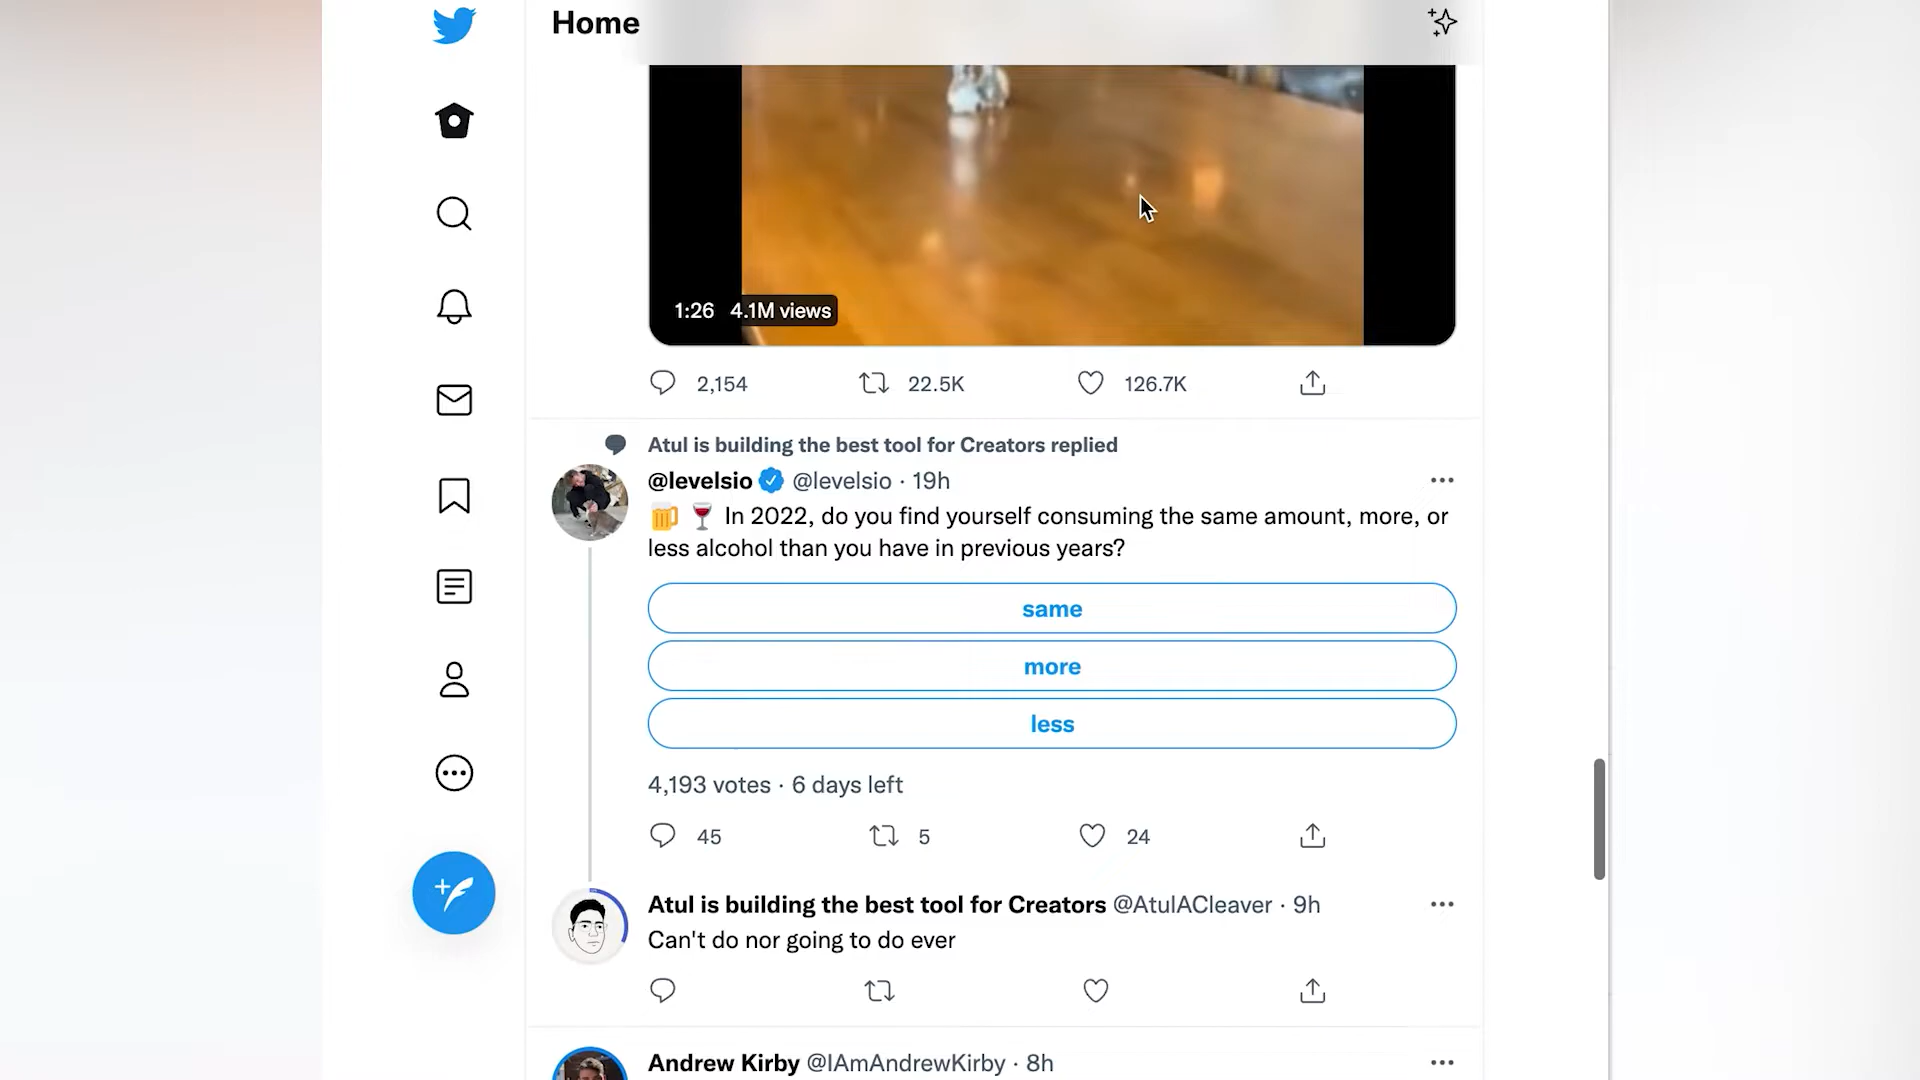 Home
1:26 4.1M views
2,154 22.5K 126.7K
Atul is building the best tool for Creators replied
@levelsio @levelsio · 19h
🍺 🍷 In 2022, do you find yourself consuming the same amount, more, or
less alcohol than you have in previous years?
same
more
less
4,193 votes · 6 days left
45 5 24
Atul is building the best tool for Creators @AtulACleaver · 9h
Can't do nor going to do ever
Andrew Kirby @IAmAndrewKirby · 8h